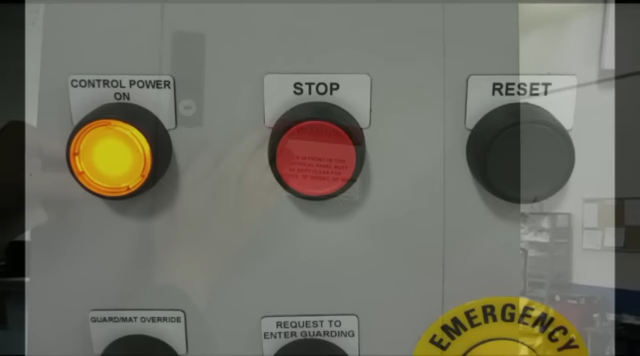 CONTROL POWER
ON
STOP
RESET
GUARD/MAT OVERRIDE
REQUEST TO
ENTER GUARDING
EMERGENCY